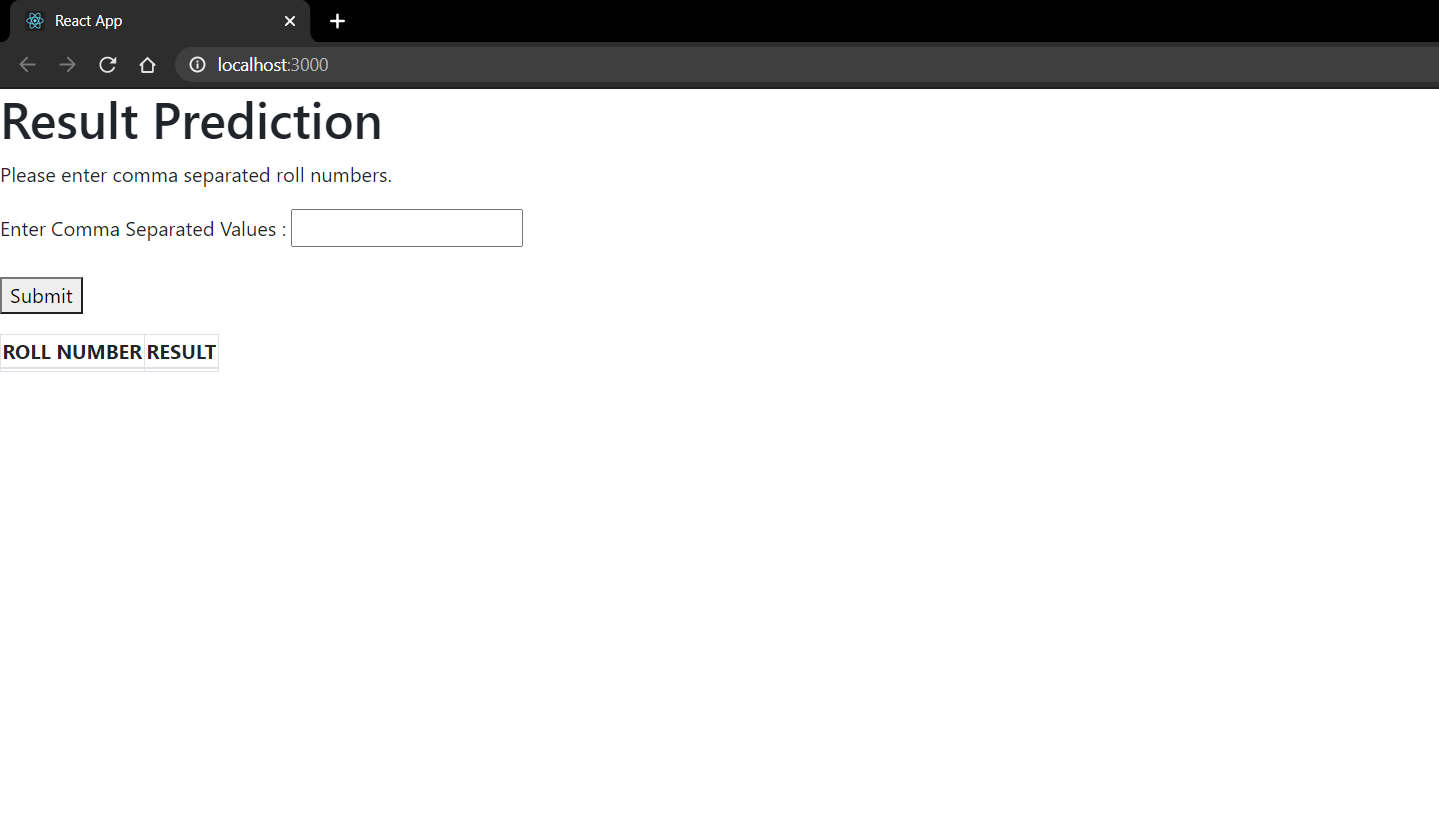 React App
localhost:3000
Result Prediction
Please enter comma separated roll numbers.
Enter Comma Separated Values :
Submit
ROLL NUMBER RESULT